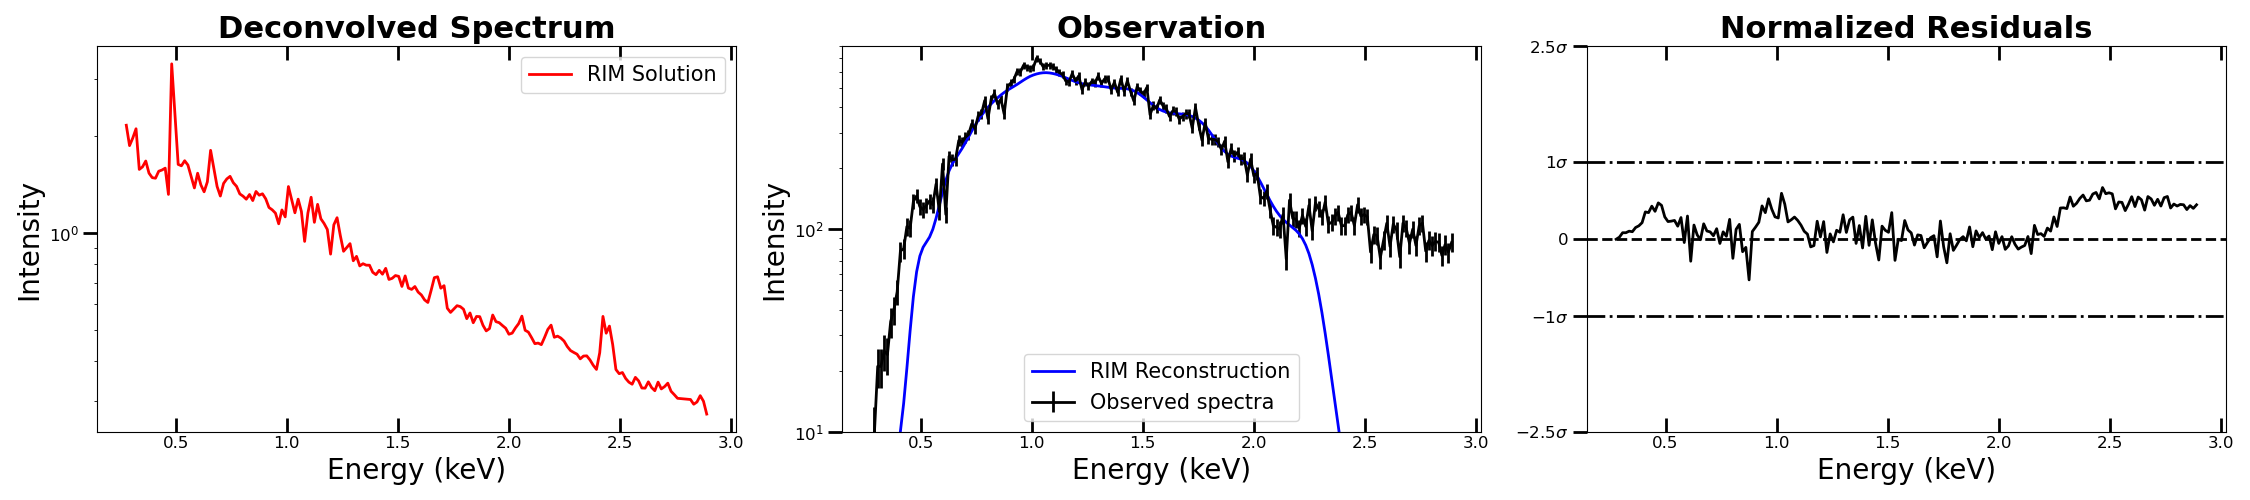 Deconvolved Spectrum
RIM Solution
Intensity
10⁰
0.5 1.0 1.5 2.0 2.5 3.0
Energy (keV)
Observation
Intensity
10²
10¹
RIM Reconstruction
Observed spectra
0.5 1.0 1.5 2.0 2.5 3.0
Energy (keV)
Normalized Residuals
2.5σ
1σ
0
−1σ
−2.5σ
0.5 1.0 1.5 2.0 2.5 3.0
Energy (keV)